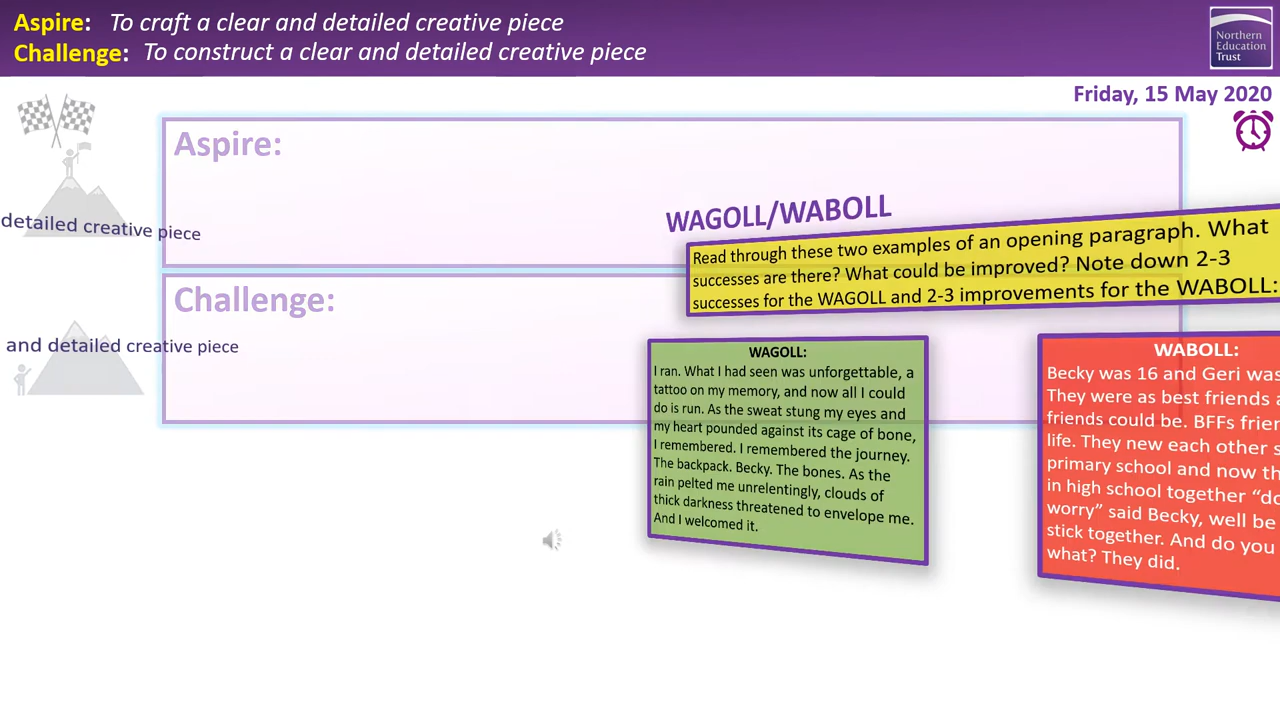 Aspire: To craft a clear and detailed creative piece
Challenge: To construct a clear and detailed creative piece
Northern
Education
Trust
Friday, 15 May 2020
Aspire:
detailed creative piece
Challenge:
and detailed creative piece
WAGOLL/WABOLL
Read through these two examples of an opening paragraph. What
successes are there? What could be improved? Note down 2-3
successes for the WAGOLL and 2-3 improvements for the WABOLL:
WAGOLL:
I ran. What I had seen was unforgettable, a
tattoo on my memory, and now all I could
do is run. As the sweat stung my eyes and
my heart pounded against its cage of bone,
I remembered. I remembered the journey.
The backpack. Becky. The bones. As the
rain pelted me unrelentingly, clouds of
thick darkness threatened to envelope me.
And I welcomed it.
WABOLL:
Becky was 16 and Geri was
They were as best friends
friends could be. BFFs
life. They new each other
primary school and now
in high school together
worry” said Becky, well be
stick together. And do you
what? They did.